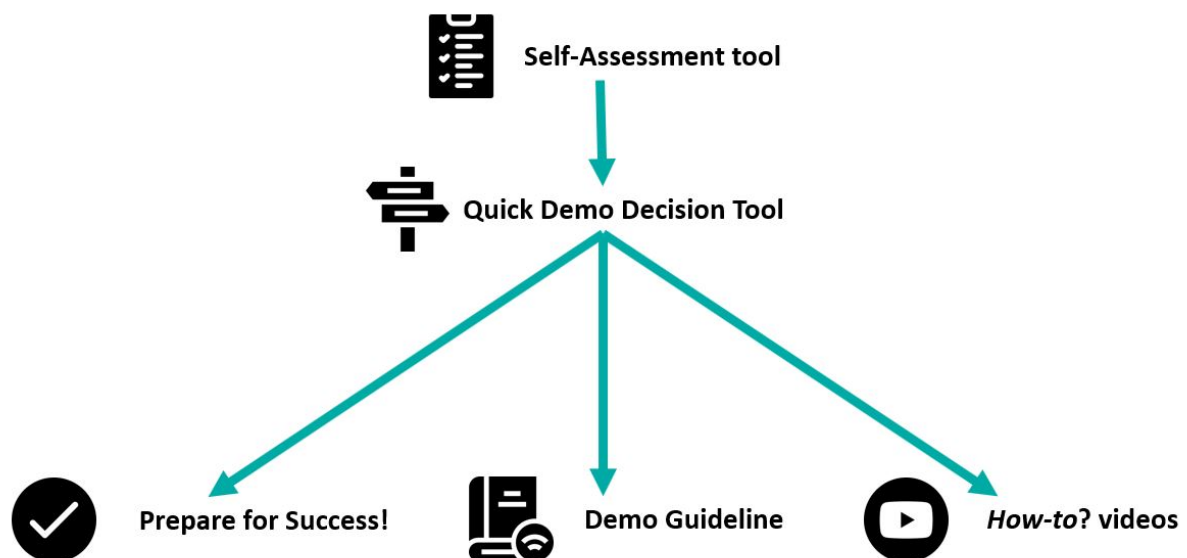 Self-Assessment tool
Quick Demo Decision Tool
Prepare for Success!
Demo Guideline
How-to? videos